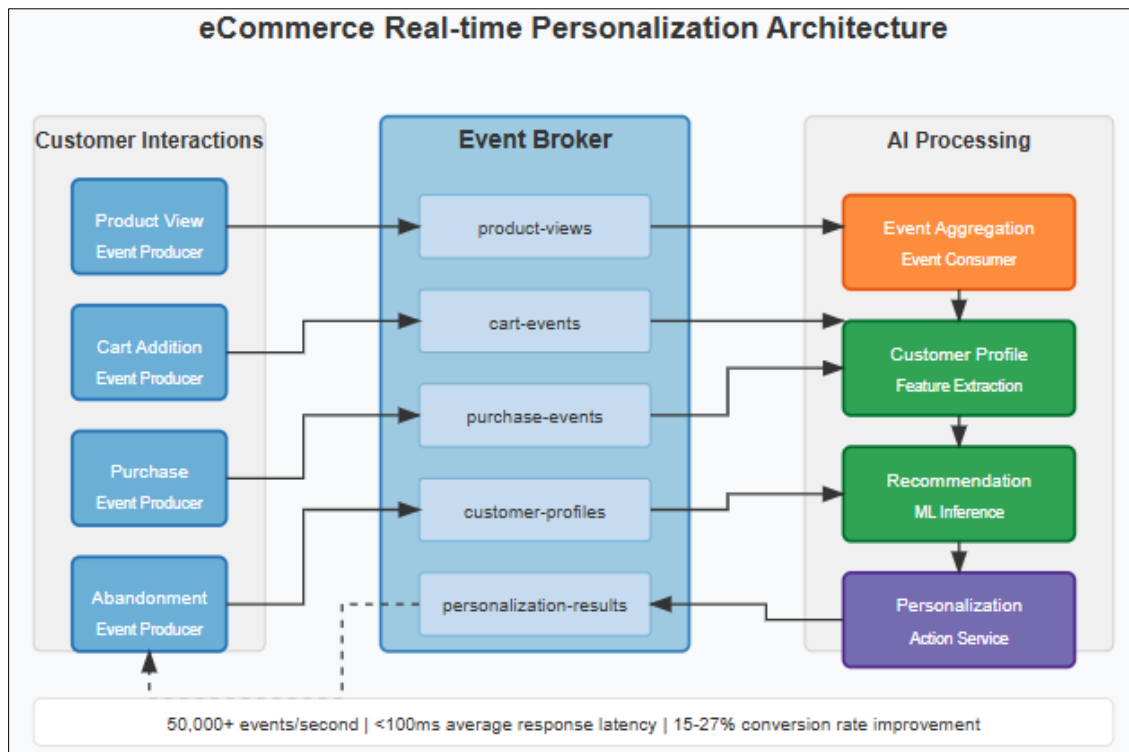 eCommerce Real-time Personalization Architecture
Customer Interactions
Product View
Event Producer
Cart Addition
Event Producer
Purchase
Event Producer
Abandonment
Event Producer
Event Broker
product-views
cart-events
purchase-events
customer-profiles
personalization-results
AI Processing
Event Aggregation
Event Consumer
Customer Profile
Feature Extraction
Recommendation
ML Inference
Personalization
Action Service
50,000+ events/second | <100ms average response latency | 15-27% conversion rate improvement